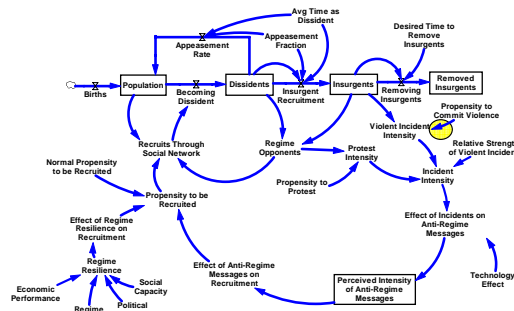 Avg Time as
Dissident
Desired Time to
Remove
Insurgents
Appeasement
Fraction
Appeasement
Rate
Population
Dissidents
Insurgents
Removed
Insurgents
Births
Becoming
Dissident
Insurgent
Recruitment
Removing
Insurgents
Propensity to
Commit Violence
Violent Incident
Intensity
Recruits Through
Social Network
Regime
Opponents
Protest
Intensity
Relative Strengt
of Violent Inciden
Incident
Intensity
Normal Propensity
to be Recruited
Propensity to
Protest
Propensity to be
Recruited
Effect of Regime
Resilience on
Recruitment
Effect of Incidents on
Anti-Regime
Messages
Regime
Resilience
Effect of Anti-Regime
Messages on
Recruitment
Technology
Effect
Economic
Performance
Social
Capacity
Perceived Intensity
of Anti-Regime
Messages
Regime
Political